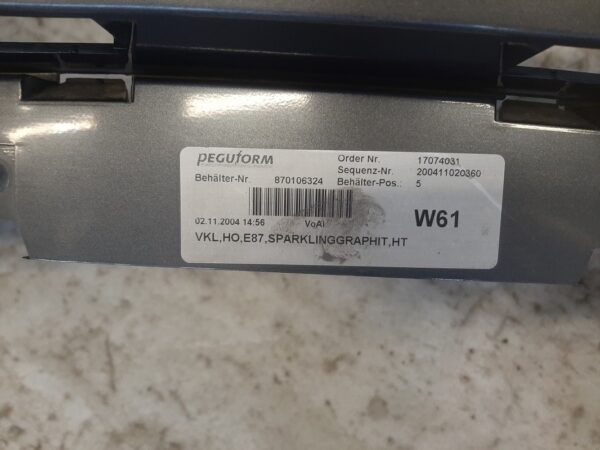 PEGUFORM
Order Nr. 17074031
Sequenz-Nr. 200411020360
Behälter-Nr. 870106324
Behälter-Pos.: 5
02.11.2004 14:56 VoAl
W61
VKL,HO,E87,SPARKLINGGRAPHIT,HT